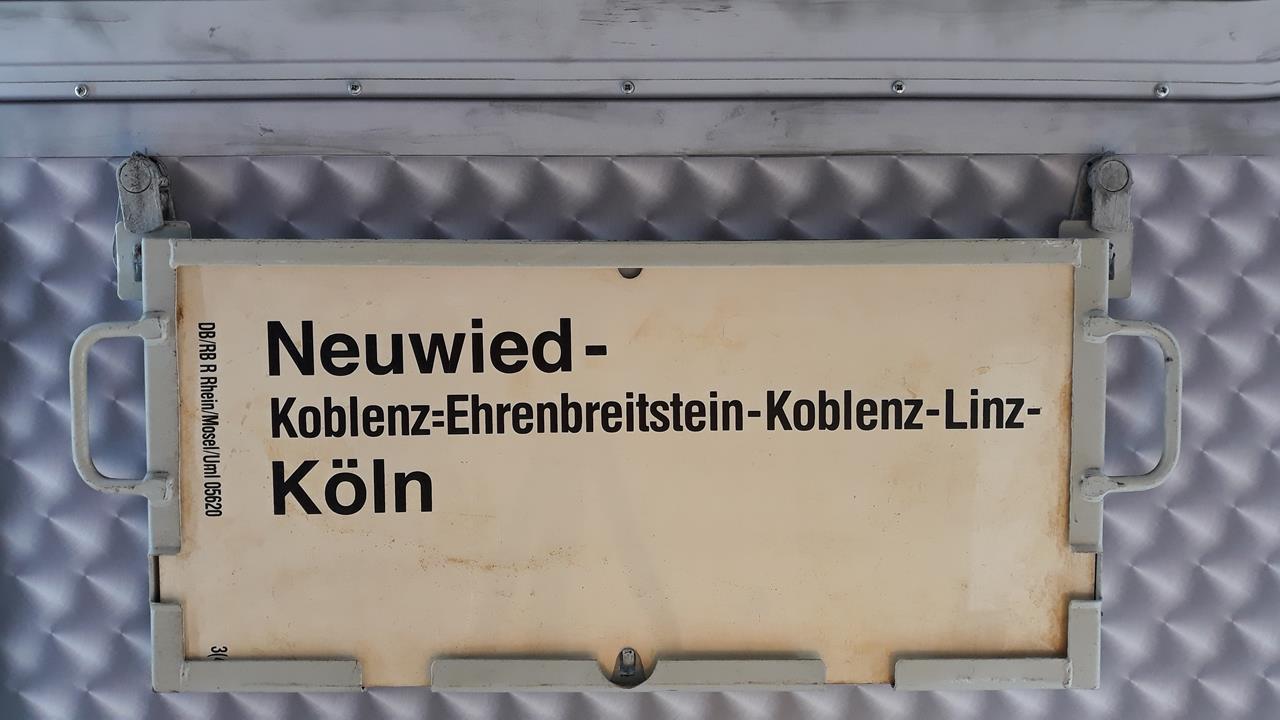 Neuwied-
Koblenz=Ehrenbreitstein-Koblenz-Linz-
Köln
DB/RB R Rhein/Mosel/Uml 05620